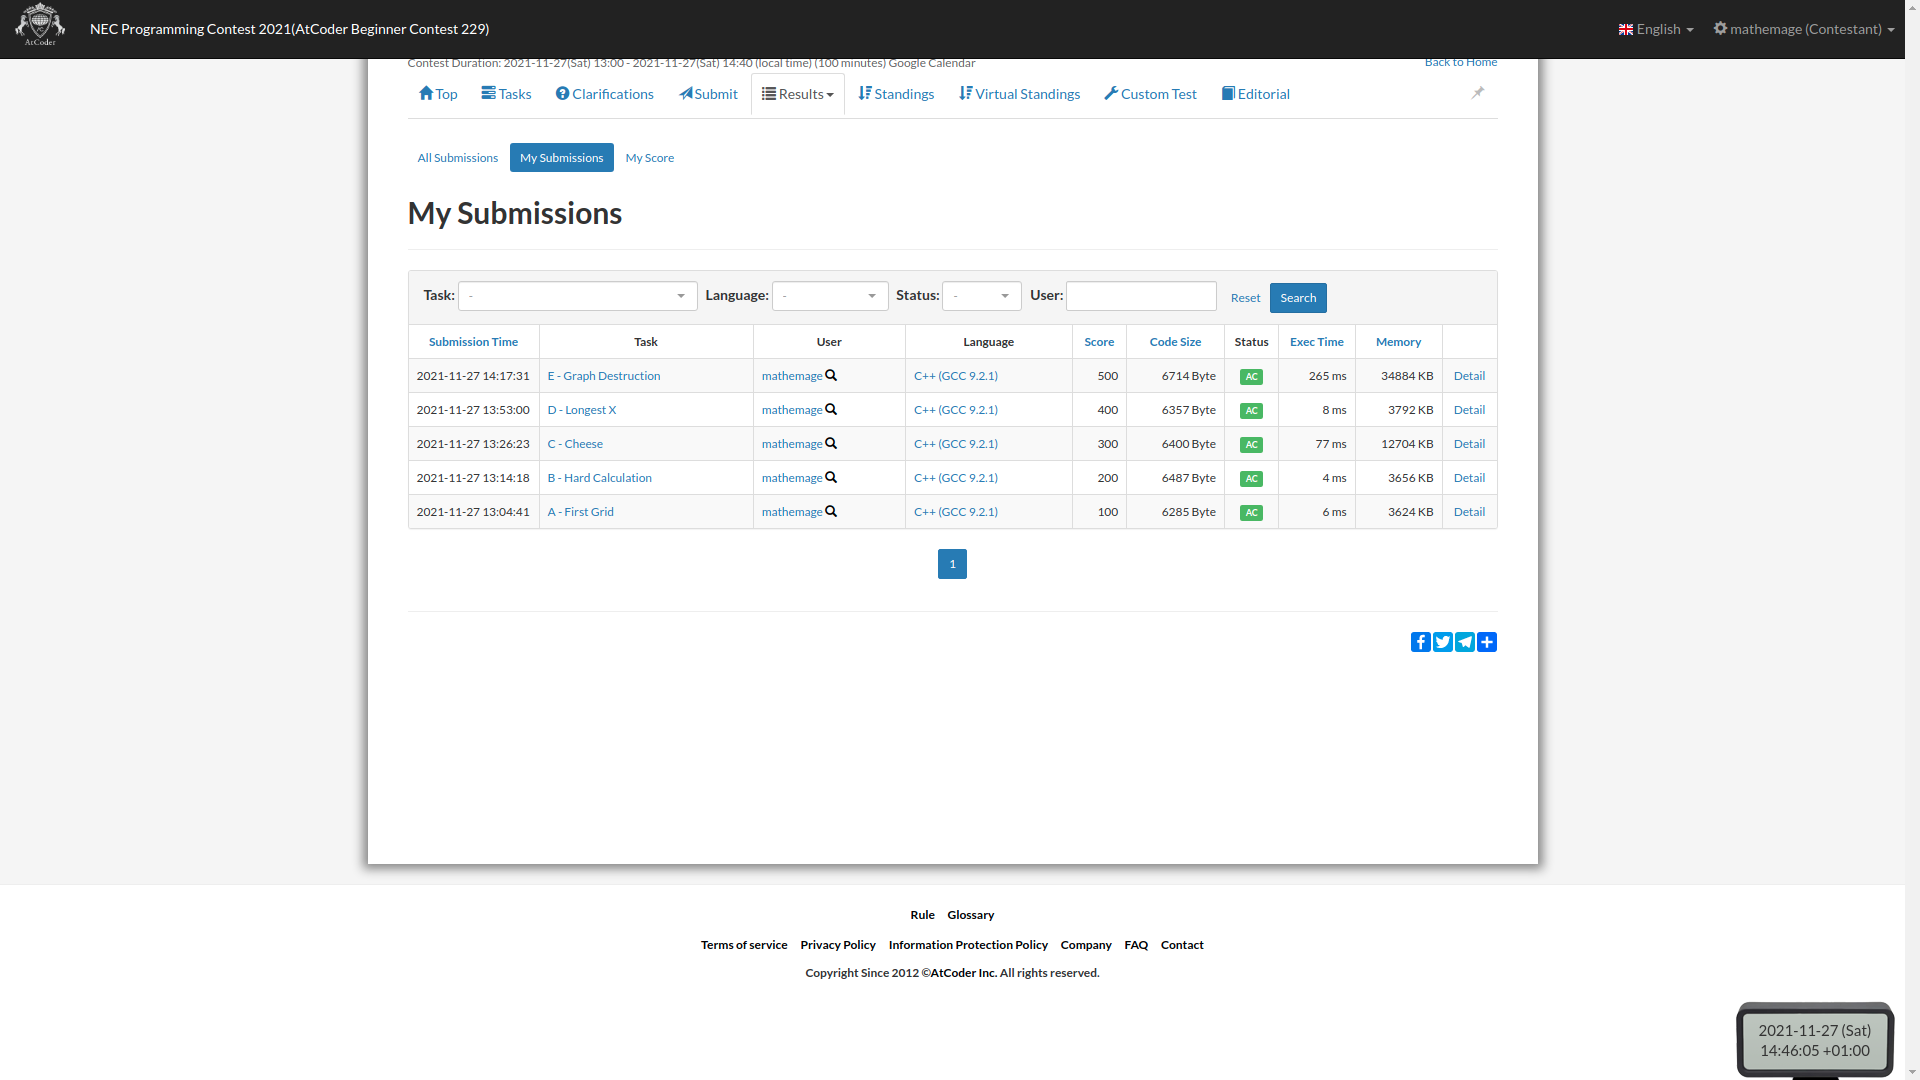 AtCoder
NEC Programming Contest 2021(AtCoder Beginner Contest 229)
English
mathemage (Contestant)
Contest Duration: 2021-11-27(Sat) 13:00 - 2021-11-27(Sat) 14:40 (local time) (100 minutes) Google Calendar
Back to Home
Top Tasks Clarifications Submit Results Standings Virtual Standings Custom Test Editorial
All Submissions My Submissions My Score
My Submissions
Task: - Language: - Status: - User: Reset Search
Submission Time Task User Language Score Code Size Status Exec Time Memory
2021-11-27 14:17:31 E - Graph Destruction mathemage C++ (GCC 9.2.1) 500 6714 Byte AC 265 ms 34884 KB Detail
2021-11-27 13:53:00 D - Longest X mathemage C++ (GCC 9.2.1) 400 6357 Byte AC 8 ms 3792 KB Detail
2021-11-27 13:26:23 C - Cheese mathemage C++ (GCC 9.2.1) 300 6400 Byte AC 77 ms 12704 KB Detail
2021-11-27 13:14:18 B - Hard Calculation mathemage C++ (GCC 9.2.1) 200 6487 Byte AC 4 ms 3656 KB Detail
2021-11-27 13:04:41 A - First Grid mathemage C++ (GCC 9.2.1) 100 6285 Byte AC 6 ms 3624 KB Detail
1
Rule Glossary
Terms of service Privacy Policy Information Protection Policy Company FAQ Contact
Copyright Since 2012 ©AtCoder Inc. All rights reserved.
2021-11-27 (Sat)
14:46:05 +01:00